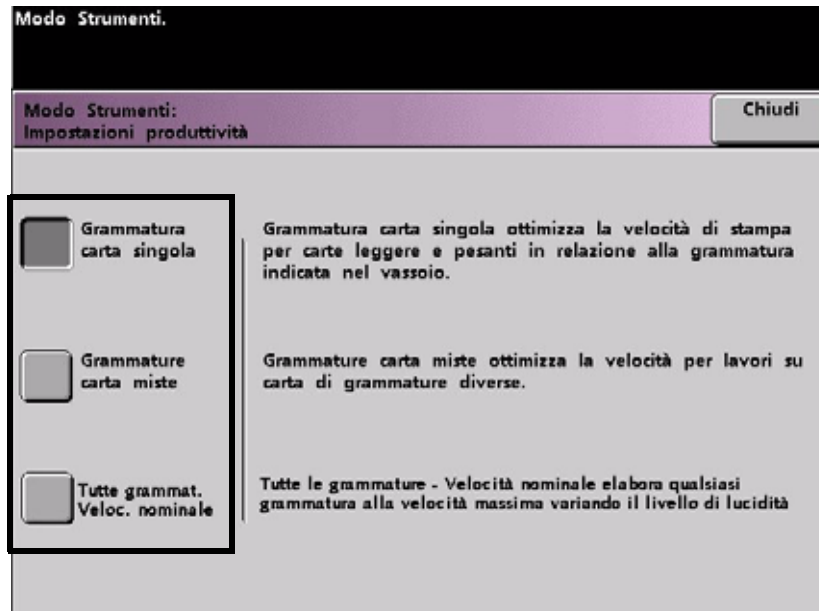 Modo Strumenti.
Modo Strumenti:
Impostazioni produttività
Chiudi
Grammatura
carta singola
Grammatura carta singola ottimizza la velocità di stampa
per carte leggere e pesanti in relazione alla grammatura
indicata nel vassoio.
Grammature
carta miste
Grammature carta miste ottimizza la velocità per lavori su
carta di grammature diverse.
Tutte grammat.
Veloc. nominale
Tutte le grammature - Velocità nominale elabora qualsiasi
grammatura alla velocità massima variando il livello di lucidità